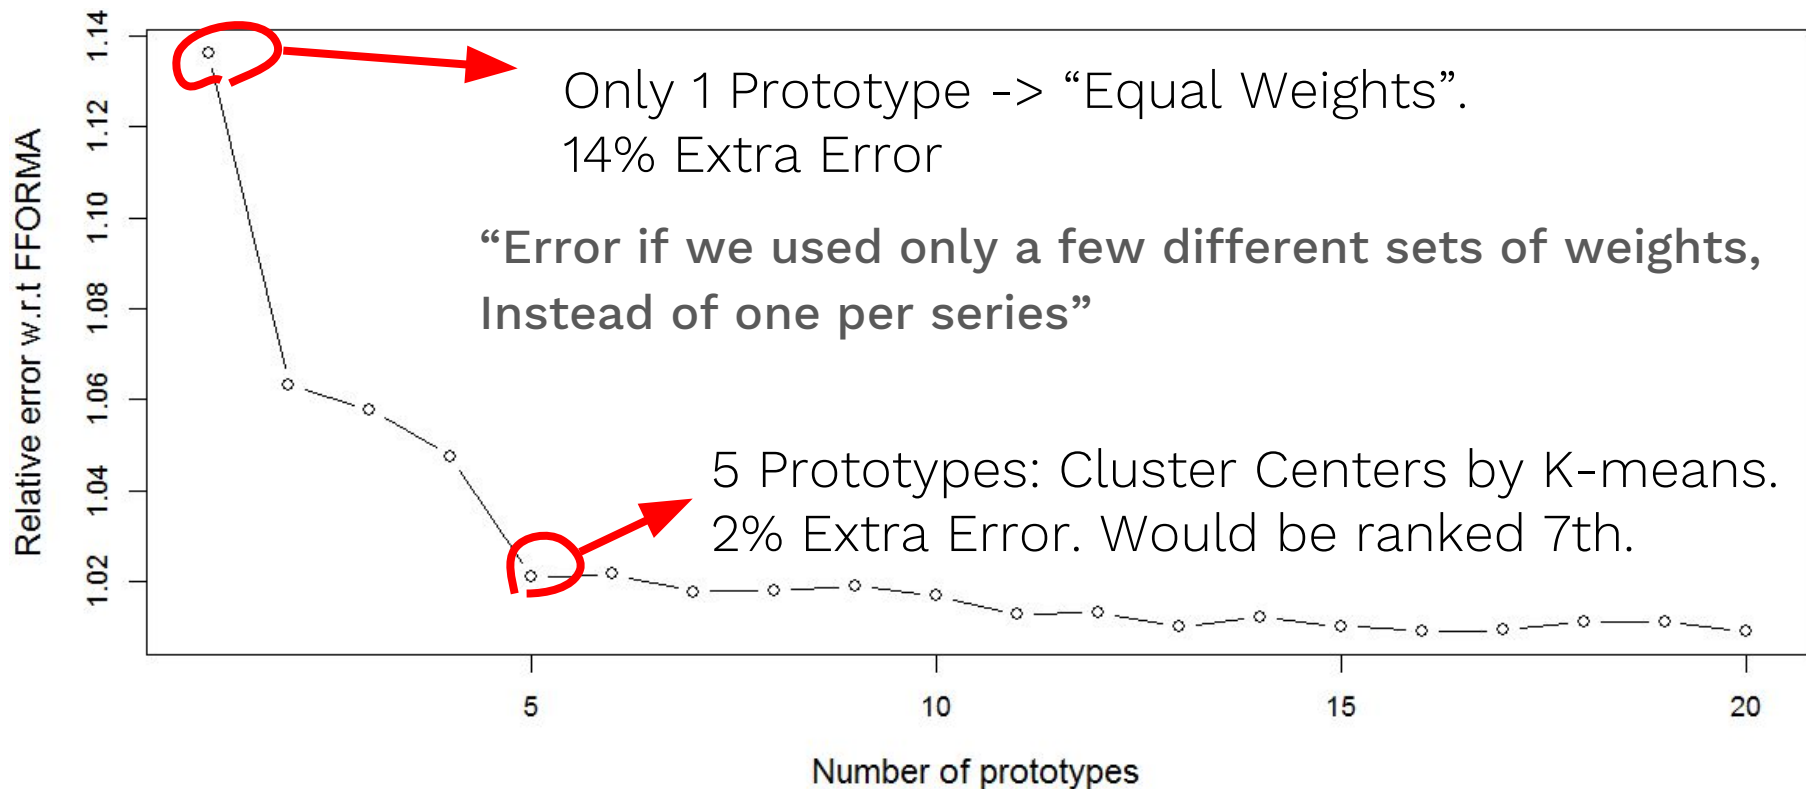 Only 1 Prototype -> “Equal Weights”.
14% Extra Error
“Error if we used only a few different sets of weights,
Instead of one per series”
5 Prototypes: Cluster Centers by K-means.
2% Extra Error. Would be ranked 7th.
Relative error w.r.t FFORMA
1.14
1.12
1.10
1.08
1.06
1.04
1.02
5
10
15
20
Number of prototypes